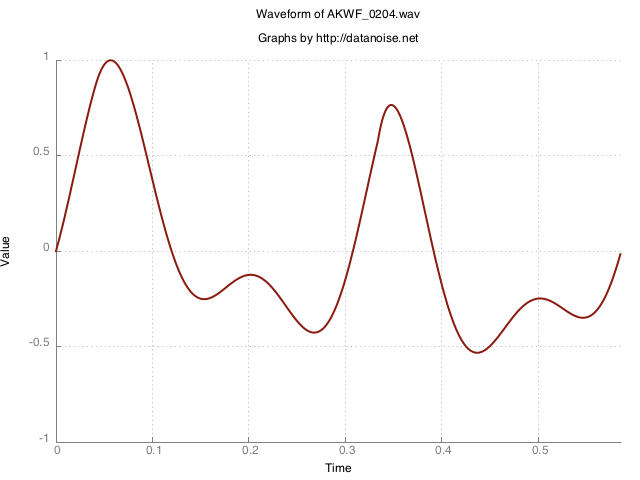 Waveform of AKWF_0204.wav
Graphs by http://datanoise.net
1
0.5
0
-0.5
-1
Value
0 0.1 0.2 0.3 0.4 0.5
Time